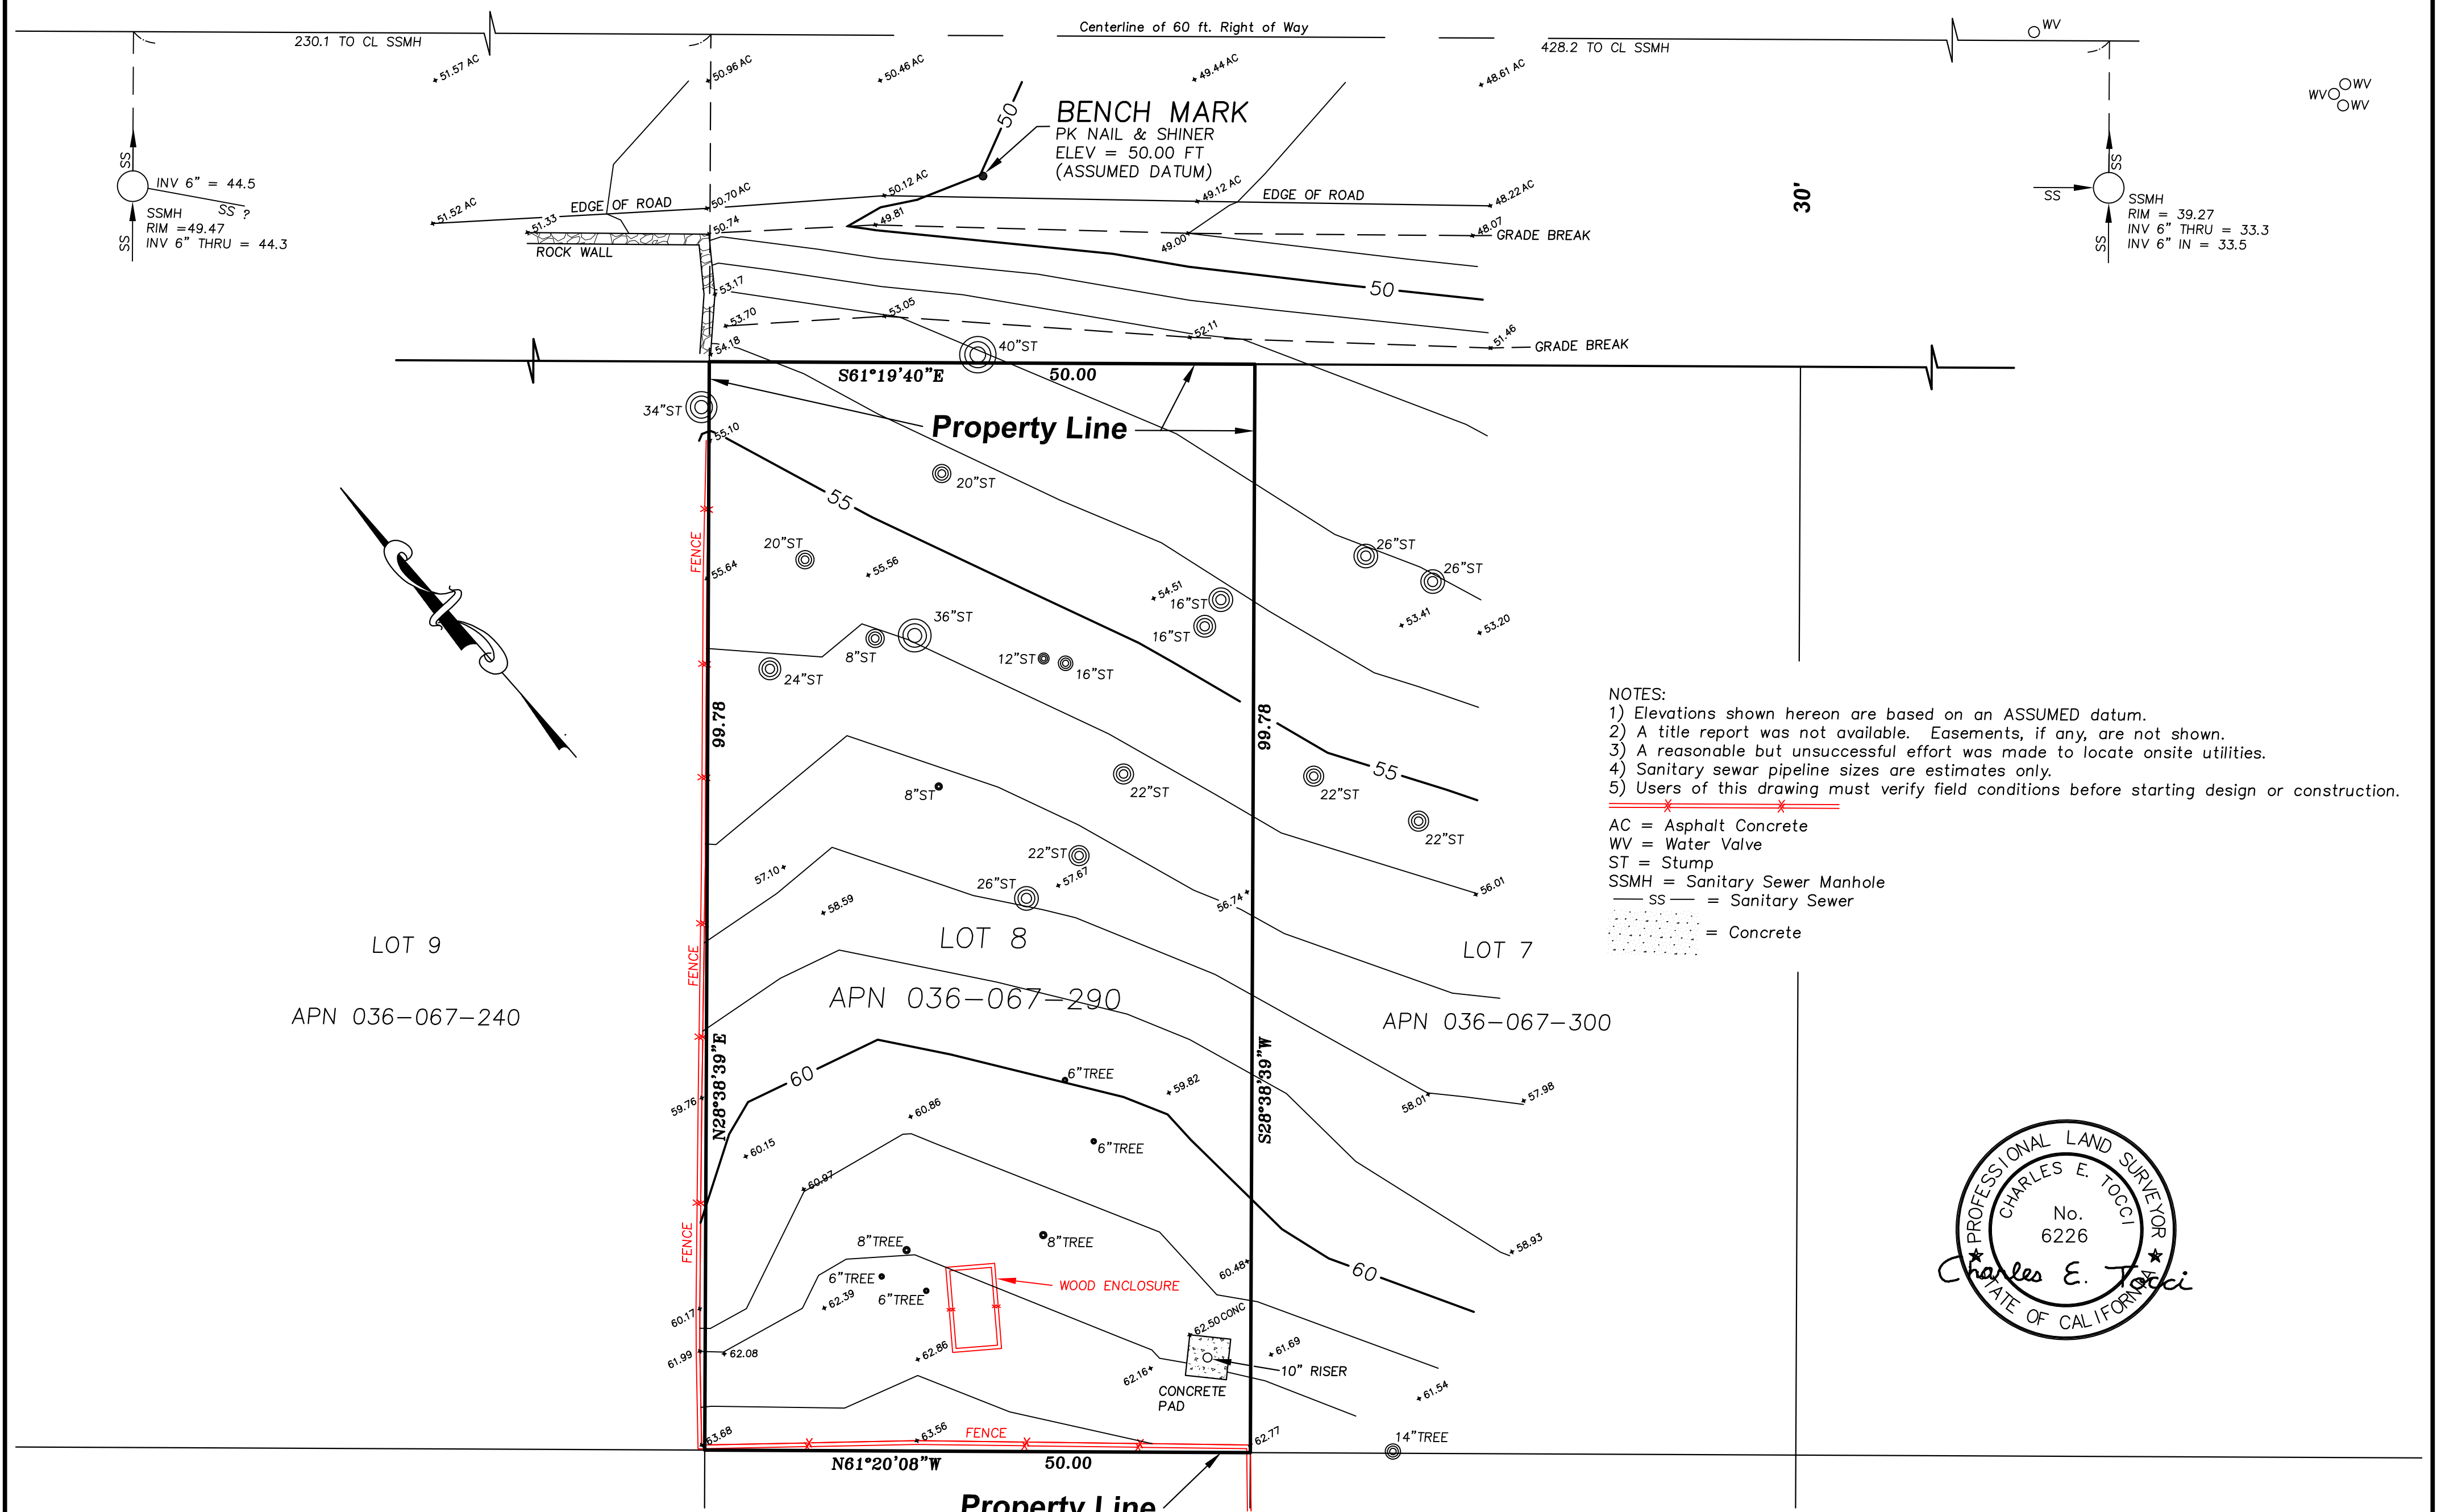 Centerline of 60 ft. Right of Way
230.1 TO CL SSMH
428.2 TO CL SSMH
WV
51.57 AC
50.96 AC
50.46 AC
49.44 AC
48.61 AC
WV
WV
WV
50
BENCH MARK
PK NAIL & SHINER
ELEV = 50.00 FT
(ASSUMED DATUM)
SS
INV 6" = 44.5
SS ?
SSMH
RIM =49.47
INV 6" THRU = 44.3
SS
51.52 AC
EDGE OF ROAD
50.70 AC
50.12 AC
49.12 AC
EDGE OF ROAD
48.22 AC
30'
SS
SS
SSMH
RIM = 39.27
INV 6" THRU = 33.3
INV 6" IN = 33.5
SS
51.33
50.74
49.81
49.00
48.07
GRADE BREAK
ROCK WALL
53.17
50
53.70
53.05
52.11
51.46
GRADE BREAK
54.18
40"ST
S61°19'40"E
50.00
34"ST
Property Line
55.10
20"ST
55
FENCE
20"ST
55.64
55.56
54.51
16"ST
16"ST
26"ST
26"ST
53.41
53.20
36"ST
8"ST
24"ST
12"ST
16"ST
99.78
99.78
NOTES:
1) Elevations shown hereon are based on an ASSUMED datum.
2) A title report was not available. Easements, if any, are not shown.
3) A reasonable but unsuccessful effort was made to locate onsite utilities.
4) Sanitary sewar pipeline sizes are estimates only.
5) Users of this drawing must verify field conditions before starting design or construction.
AC = Asphalt Concrete
WV = Water Valve
ST = Stump
SSMH = Sanitary Sewer Manhole
SS = Sanitary Sewer
= Concrete
55
8"ST
22"ST
22"ST
22"ST
22"ST
57.10
57.67
26"ST
58.59
56.74
56.01
LOT 9
LOT 8
LOT 7
FENCE
APN 036-067-240
APN 036-067-290
APN 036-067-300
N28°38'39"E
S28°38'39"W
60
6"TREE
59.82
59.76
60.86
58.01
57.98
60.15
6"TREE
60.97
FENCE
8"TREE
8"TREE
58.93
60.48
60
6"TREE
6"TREE
WOOD ENCLOSURE
62.39
60.17
62.50 CONC
61.99
62.08
62.86
62.16
61.69
10" RISER
CONCRETE
PAD
61.54
63.68
63.56
FENCE
62.77
14"TREE
N61°20'08"W
50.00
Property Line
PROFESSIONAL LAND SURVEYOR
CHARLES E. TOCCI
No.
6226
STATE OF CALIFORNIA
Charles E. Tocci